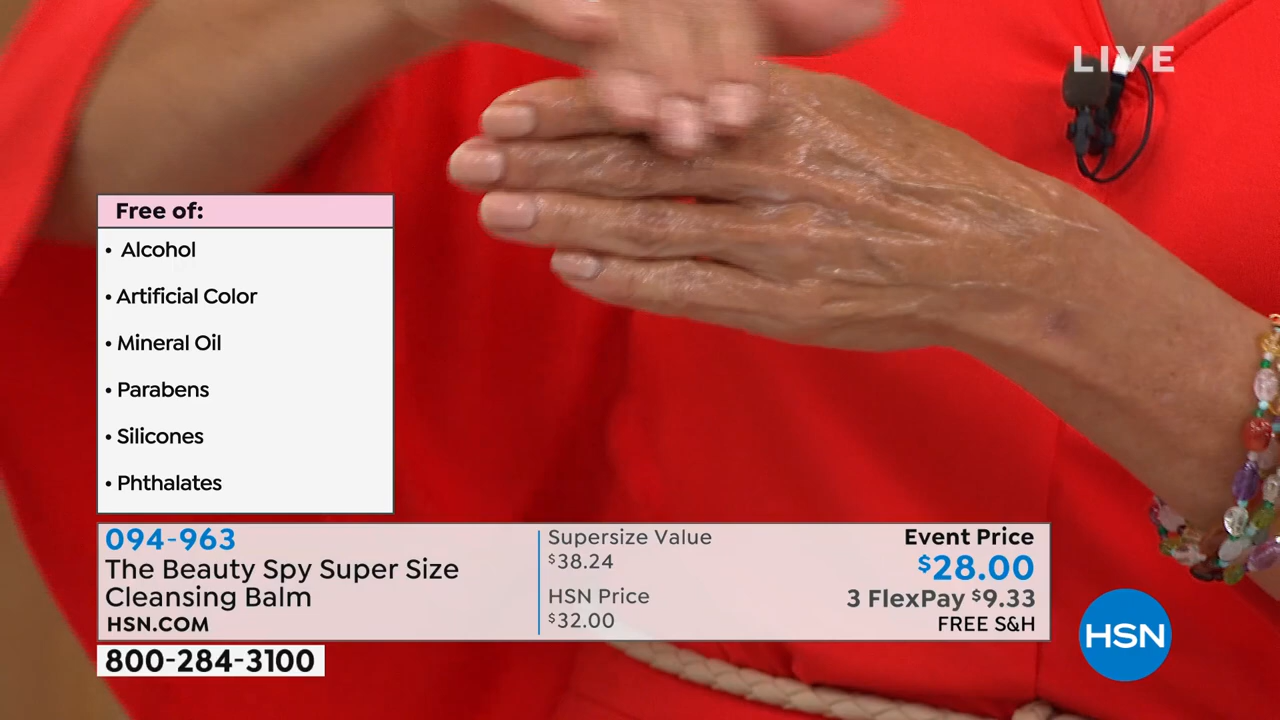 LIVE
Free of:
• Alcohol
• Artificial Color
• Mineral Oil
• Parabens
• Silicones
• Phthalates
094-963
The Beauty Spy Super Size
Cleansing Balm
HSN.COM
Supersize Value
$38.24
HSN Price
$32.00
Event Price
$28.00
3 FlexPay $9.33
FREE S&H
800-284-3100
HSN